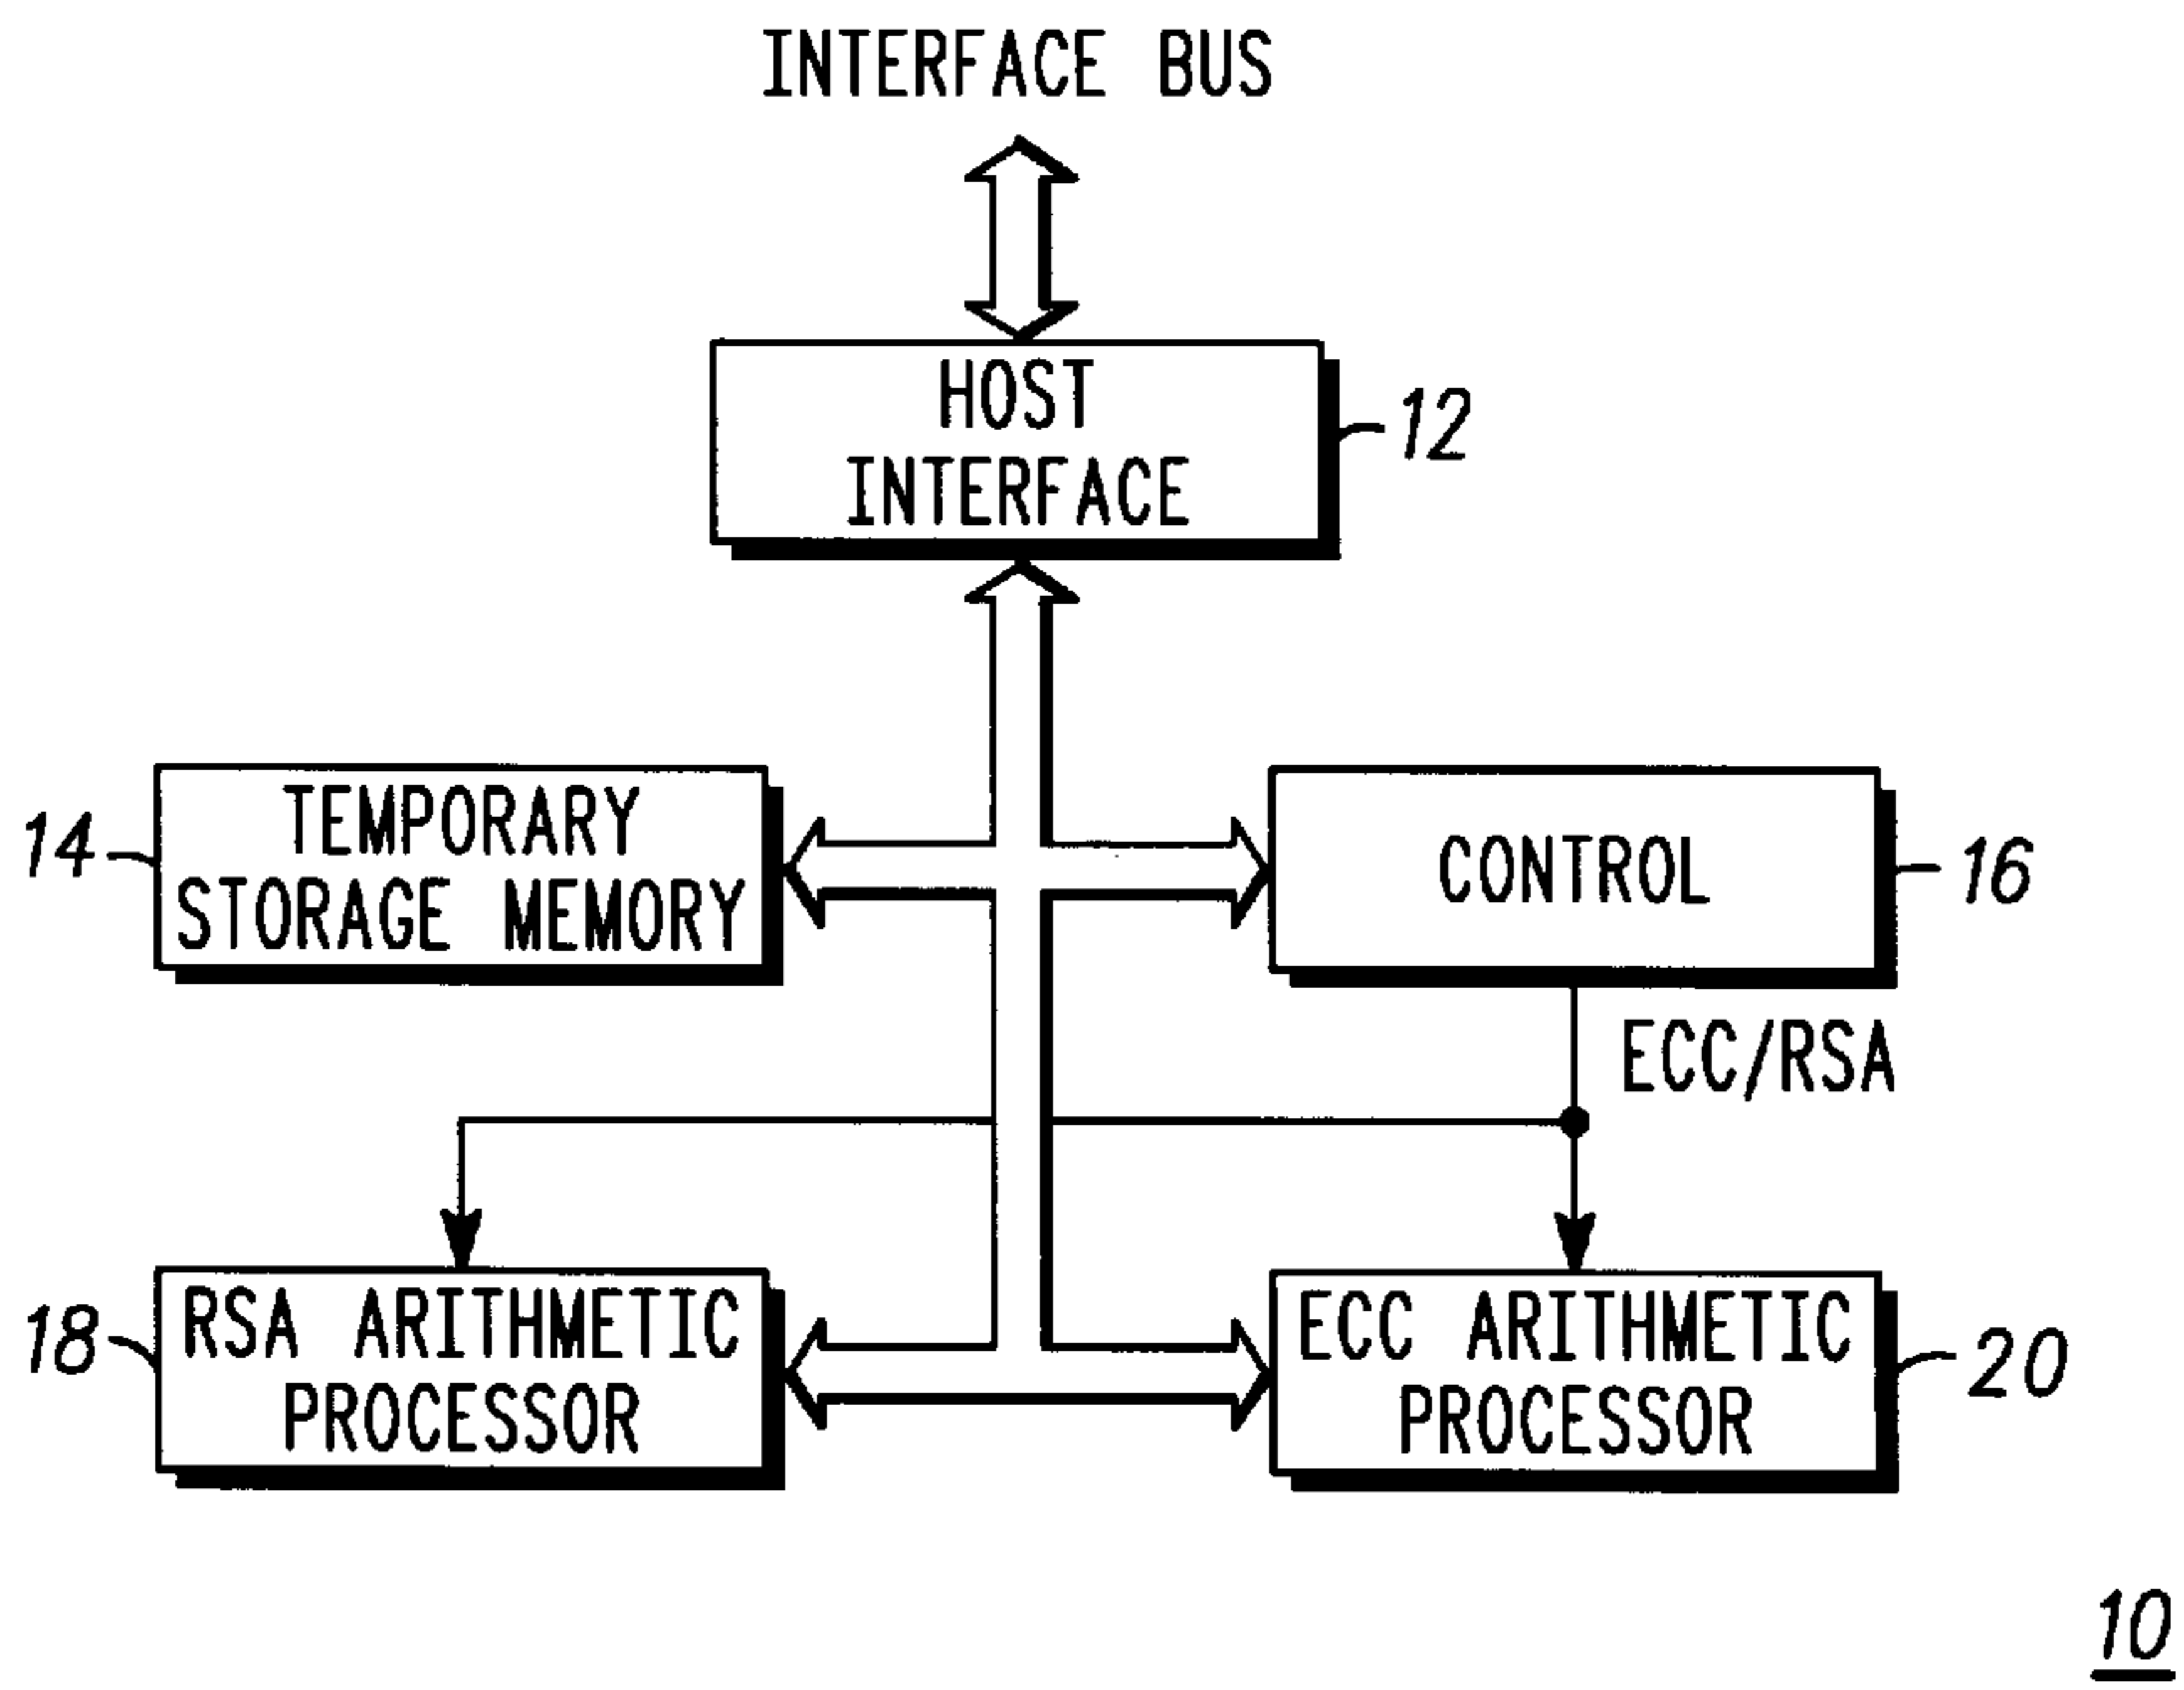 INTERFACE BUS
HOST
INTERFACE
12
14
TEMPORARY
STORAGE MEMORY
CONTROL
16
ECC/RSA
18
RSA ARITHMETIC
PROCESSOR
ECC ARITHMETIC
PROCESSOR
20
10